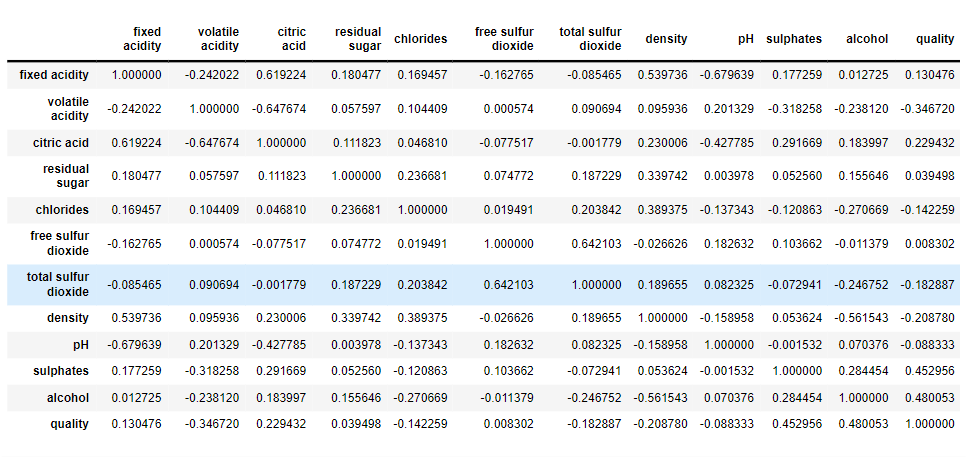 fixed acidity volatile acidity citric acid residual sugar chlorides free sulfur dioxide total sulfur dioxide density pH sulphates alcohol quality
fixed acidity 1.000000 -0.242022 0.619224 0.180477 0.169457 -0.162765 -0.085465 0.539736 -0.679639 0.177259 0.012725 0.130476
volatile acidity -0.242022 1.000000 -0.647674 0.057597 0.104409 0.000574 0.090694 0.095936 0.201329 -0.318258 -0.238120 -0.346720
citric acid 0.619224 -0.647674 1.000000 0.111823 0.046810 -0.077517 -0.001779 0.230006 -0.427785 0.291669 0.183997 0.229432
residual sugar 0.180477 0.057597 0.111823 1.000000 0.236681 0.074772 0.187229 0.339742 0.003978 0.052560 0.155646 0.039498
chlorides 0.169457 0.104409 0.046810 0.236681 1.000000 0.019491 0.203842 0.389375 -0.137343 -0.120863 -0.270669 -0.142259
free sulfur dioxide -0.162765 0.000574 -0.077517 0.074772 0.019491 1.000000 0.642103 -0.026626 0.182632 0.103662 -0.011379 0.008302
total sulfur dioxide -0.085465 0.090694 -0.001779 0.187229 0.203842 0.642103 1.000000 0.189655 0.082325 -0.072941 -0.246752 -0.182887
density 0.539736 0.095936 0.230006 0.339742 0.389375 -0.026626 0.189655 1.000000 -0.158958 0.053624 -0.561543 -0.208780
pH -0.679639 0.201329 -0.427785 0.003978 -0.137343 0.182632 0.082325 -0.158958 1.000000 -0.001532 0.070376 -0.088333
sulphates 0.177259 -0.318258 0.291669 0.052560 -0.120863 0.103662 -0.072941 0.053624 -0.001532 1.000000 0.284454 0.452956
alcohol 0.012725 -0.238120 0.183997 0.155646 -0.270669 -0.011379 -0.246752 -0.561543 0.070376 0.284454 1.000000 0.480053
quality 0.130476 -0.346720 0.229432 0.039498 -0.142259 0.008302 -0.182887 -0.208780 -0.088333 0.452956 0.480053 1.000000